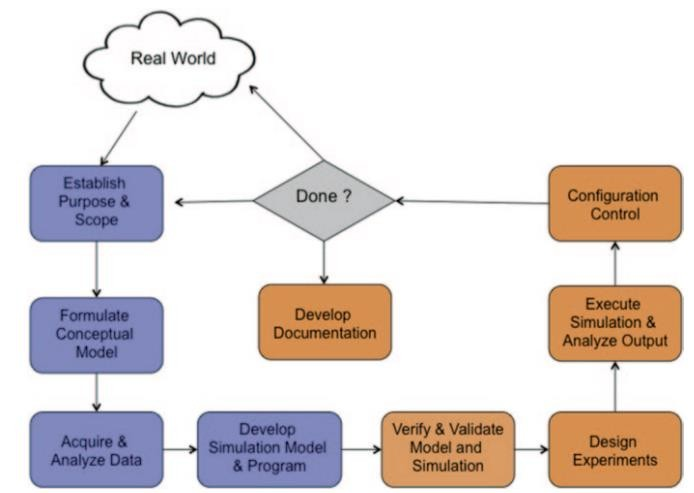 Real World
Establish
Purpose &
Scope
Done ?
Configuration
Control
Formulate
Conceptual
Model
Develop
Documentation
Execute
Simulation &
Analyze Output
Acquire &
Analyze Data
Develop
Simulation Model
& Program
Verify & Validate
Model and
Simulation
Design
Experiments